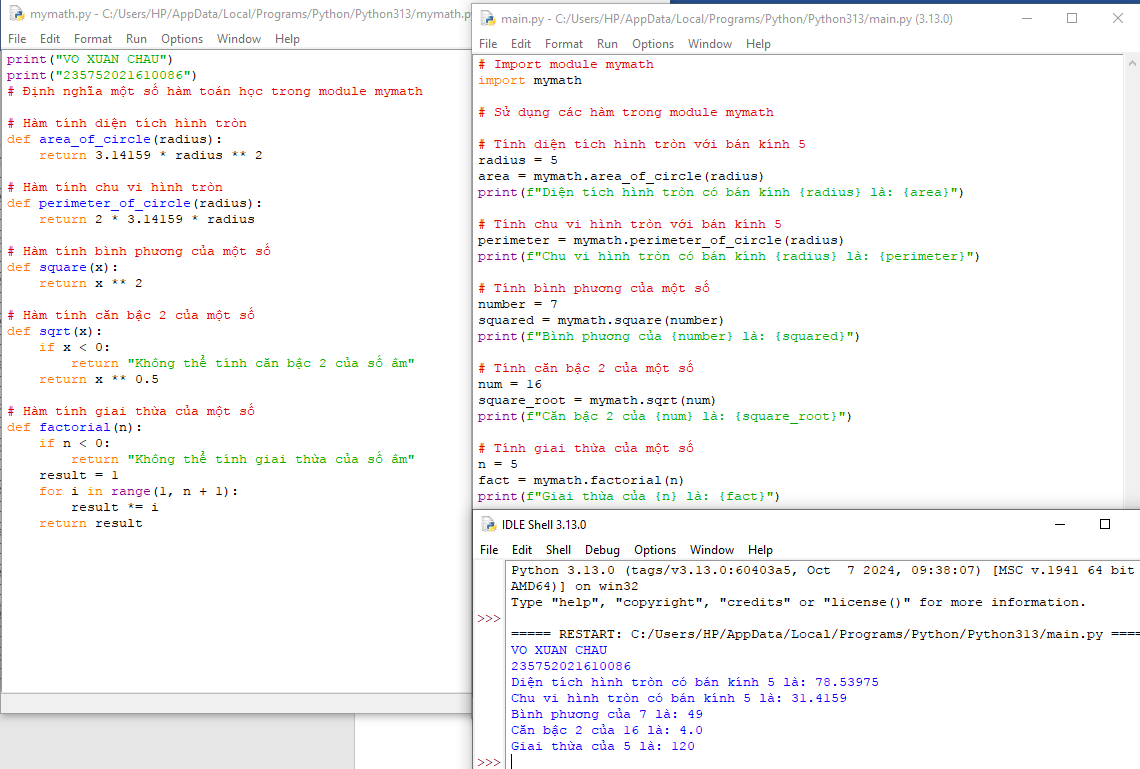 mymath.py - C:/Users/HP/AppData/Local/Programs/Python/Python313/mymath.py
File Edit Format Run Options Window Help
print("VO XUAN CHAU")
print("235752021610086")
# Định nghĩa một số hàm toán học trong module mymath
# Hàm tính diện tích hình tròn
def area_of_circle(radius):
    return 3.14159 * radius ** 2
# Hàm tính chu vi hình tròn
def perimeter_of_circle(radius):
    return 2 * 3.14159 * radius
# Hàm tính bình phương của một số
def square(x):
    return x ** 2
# Hàm tính căn bậc 2 của một số
def sqrt(x):
    if x < 0:
        return "Không thể tính căn bậc 2 của số âm"
    return x ** 0.5
# Hàm tính giai thừa của một số
def factorial(n):
    if n < 0:
        return "Không thể tính giai thừa của số âm"
    result = 1
    for i in range(1, n + 1):
        result *= i
    return result
main.py - C:/Users/HP/AppData/Local/Programs/Python/Python313/main.py (3.13.0)
File Edit Format Run Options Window Help
# Import module mymath
import mymath
# Sử dụng các hàm trong module mymath
# Tính diện tích hình tròn với bán kính 5
radius = 5
area = mymath.area_of_circle(radius)
print(f"Diện tích hình tròn có bán kính {radius} là: {area}")
# Tính chu vi hình tròn với bán kính 5
perimeter = mymath.perimeter_of_circle(radius)
print(f"Chu vi hình tròn có bán kính {radius} là: {perimeter}")
# Tính bình phương của một số
number = 7
squared = mymath.square(number)
print(f"Bình phương của {number} là: {squared}")
# Tính căn bậc 2 của một số
num = 16
square_root = mymath.sqrt(num)
print(f"Căn bậc 2 của {num} là: {square_root}")
# Tính giai thừa của một số
n = 5
fact = mymath.factorial(n)
print(f"Giai thừa của {n} là: {fact}")
IDLE Shell 3.13.0
File Edit Shell Debug Options Window Help
Python 3.13.0 (tags/v3.13.0:60403a5, Oct  7 2024, 09:38:07) [MSC v.1941 64 bit
AMD64)] on win32
Type "help", "copyright", "credits" or "license()" for more information.
>>>
===== RESTART: C:/Users/HP/AppData/Local/Programs/Python/Python313/main.py ====
VO XUAN CHAU
235752021610086
Diện tích hình tròn có bán kính 5 là: 78.53975
Chu vi hình tròn có bán kính 5 là: 31.4159
Bình phương của 7 là: 49
Căn bậc 2 của 16 là: 4.0
Giai thừa của 5 là: 120
>>>